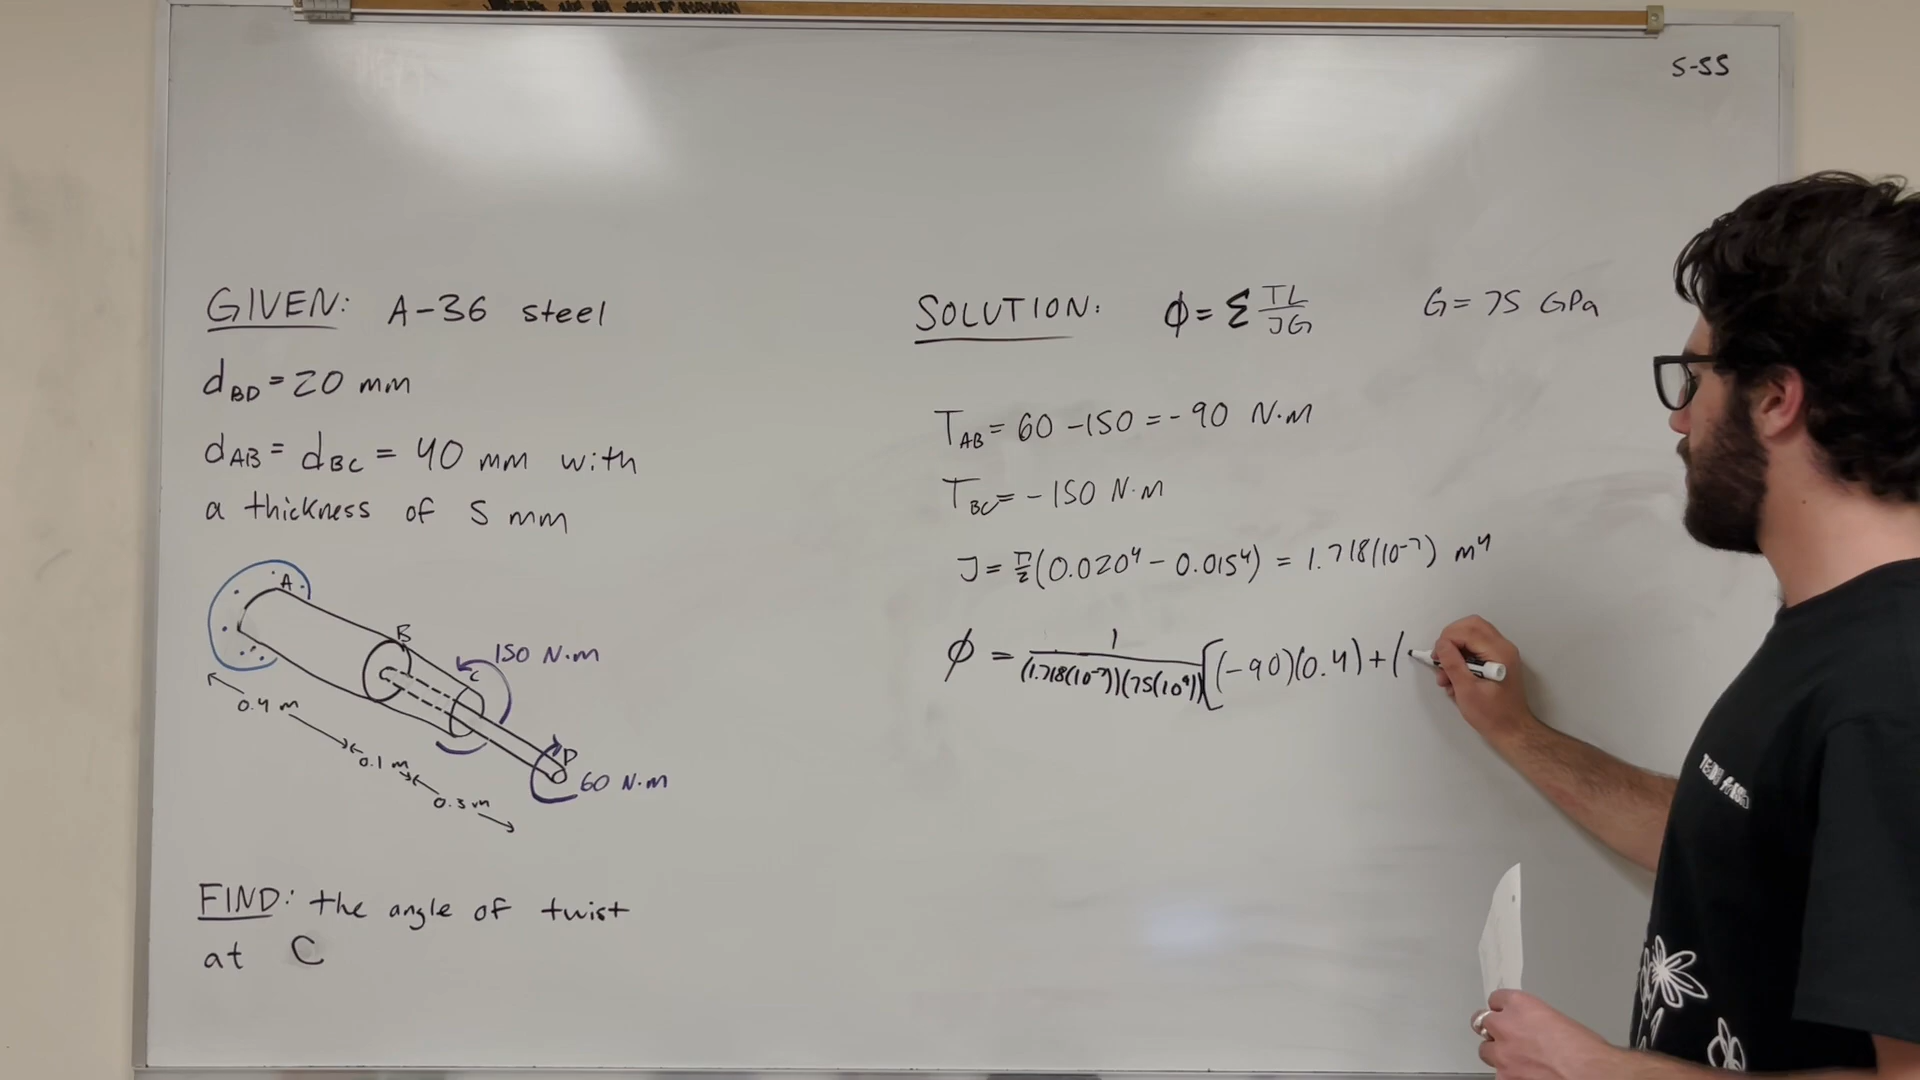 S-55
GIVEN: A-36 steel
d_BD = 20 mm
d_AB = d_BC = 40 mm with
a thickness of 5 mm
A
B
150 N·m
C
D
60 N·m
0.4 m
0.1 m
0.3 m
FIND: the angle of twist
at C
SOLUTION: ϕ = Σ TL/JG G = 75 GPa
T_AB = 60 - 150 = -90 N·m
T_BC = -150 N·m
J = π/2 (0.020⁴ - 0.015⁴) = 1.718(10⁻⁷) m⁴
ϕ = 1/(1.718(10⁻⁷))(75(10⁹)) [(-90)(0.4) + (